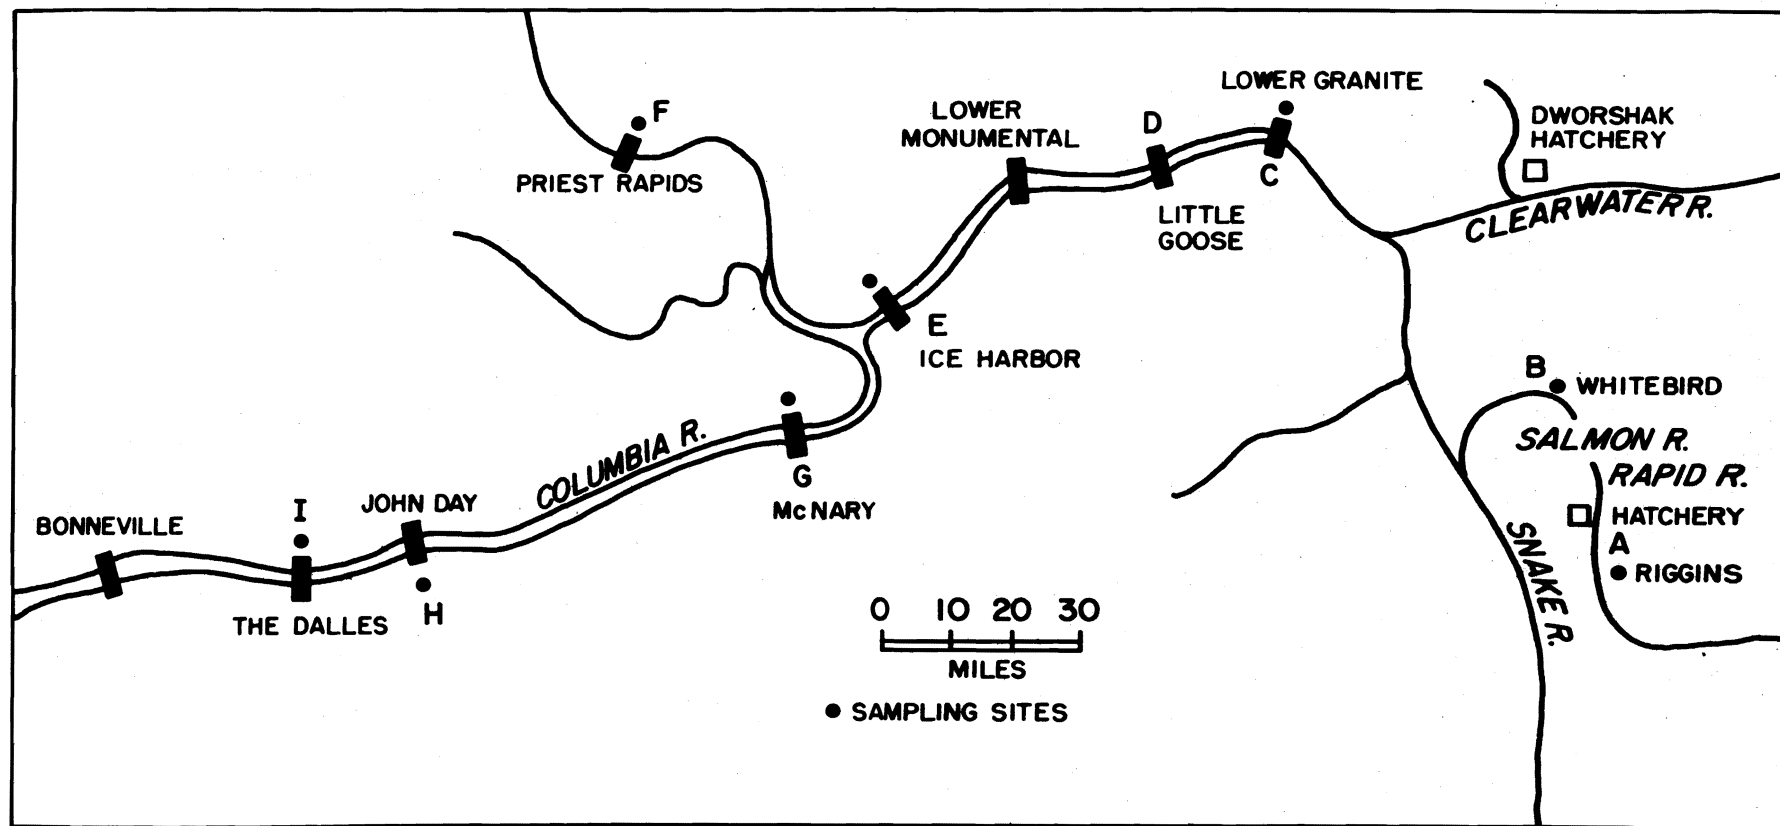 LOWER GRANITE
F
LOWER
MONUMENTAL
D
DWORSHAK
HATCHERY
PRIEST RAPIDS
C
CLEARWATER R.
LITTLE
GOOSE
E
ICE HARBOR
B
WHITEBIRD
SALMON R.
RAPID R.
COLUMBIA R.
G
McNARY
JOHN DAY
I
BONNEVILLE
HATCHERY
A
RIGGINS
SNAKE R.
THE DALLES
H
0 10 20 30
MILES
SAMPLING SITES